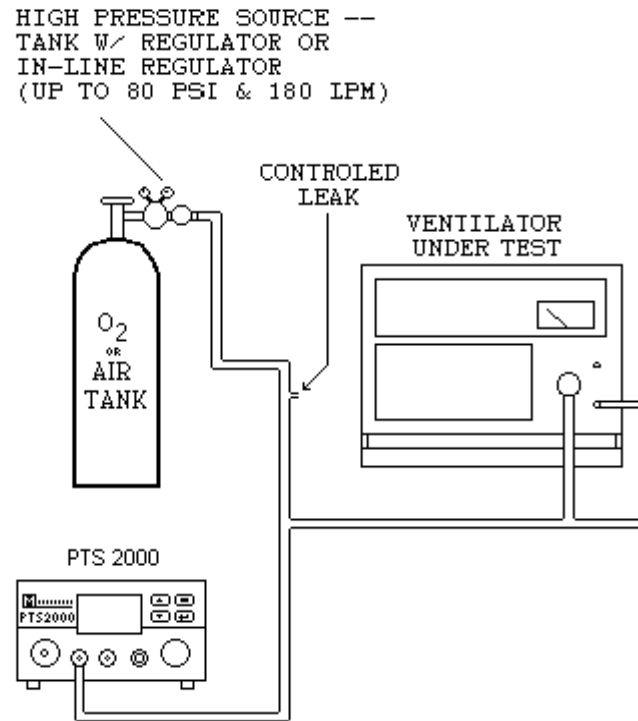 HIGH PRESSURE SOURCE --
TANK W/ REGULATOR OR
IN-LINE REGULATOR
(UP TO 80 PSI & 180 LPM)
CONTROLED
LEAK
VENTILATOR
UNDER TEST
O2
OR
AIR
TANK
PTS 2000
M
PTS2000